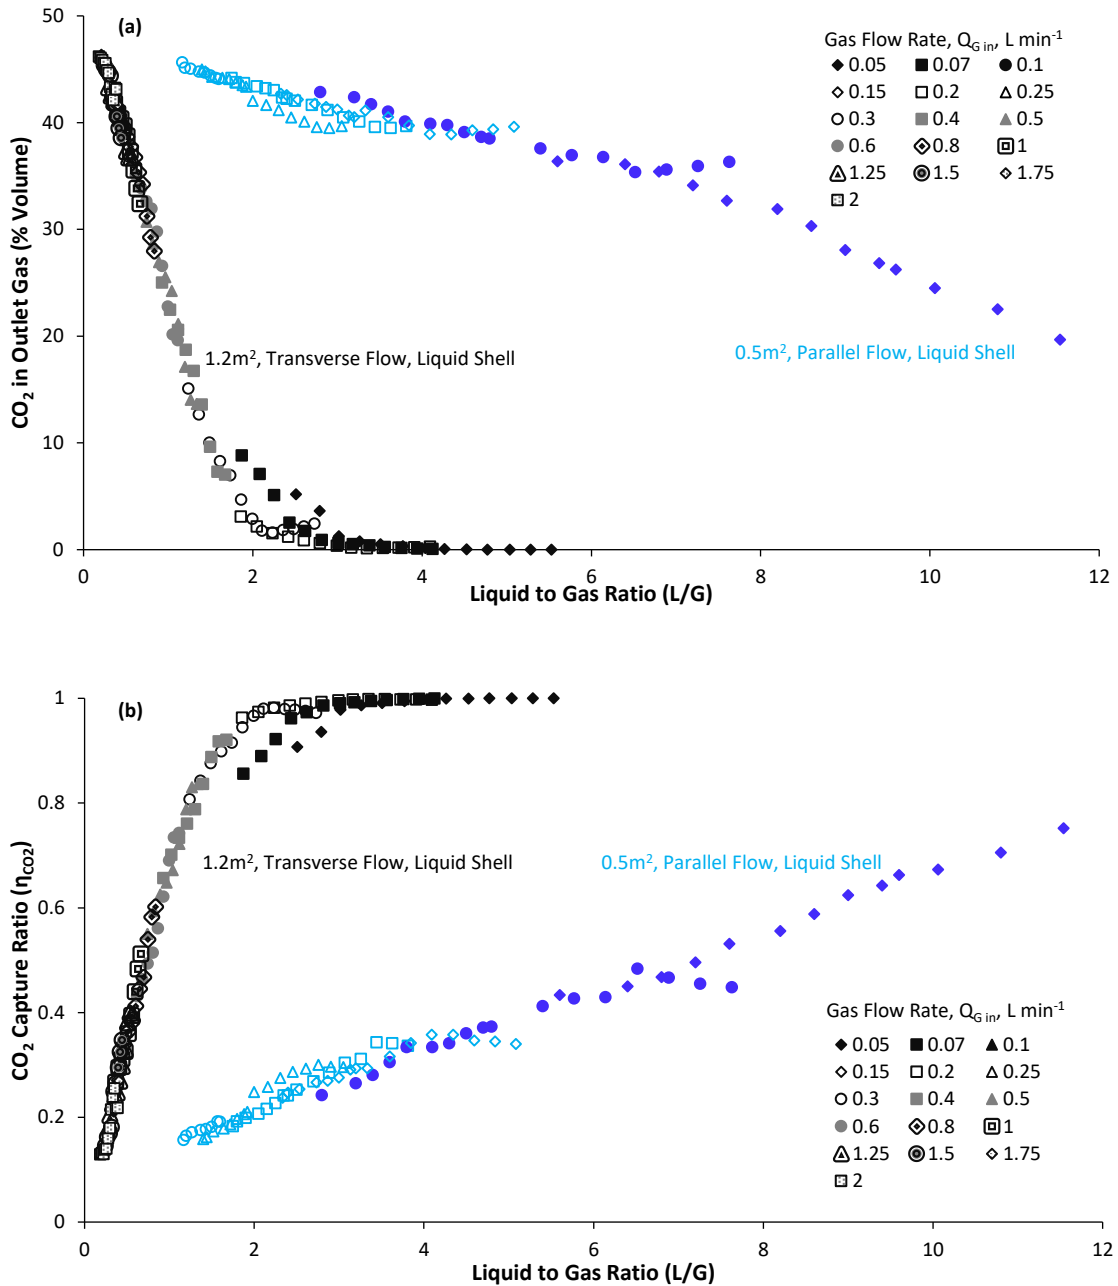 (a)
50
40
30
20
10
0
CO2 in Outlet Gas (% Volume)
Gas Flow Rate, QG in, L min-1
0.05 0.07 0.1
0.15 0.2 0.25
0.3 0.4 0.5
0.6 0.8 1
1.25 1.5 1.75
2
1.2m2, Transverse Flow, Liquid Shell
0.5m2, Parallel Flow, Liquid Shell
0 2 4 6 8 10 12
Liquid to Gas Ratio (L/G)
(b)
1
0.8
0.6
0.4
0.2
0
CO2 Capture Ratio (ηCO2)
1.2m2, Transverse Flow, Liquid Shell
0.5m2, Parallel Flow, Liquid Shell
Gas Flow Rate, QG in, L min-1
0.05 0.07 0.1
0.15 0.2 0.25
0.3 0.4 0.5
0.6 0.8 1
1.25 1.5 1.75
2
0 2 4 6 8 10 12
Liquid to Gas Ratio (L/G)